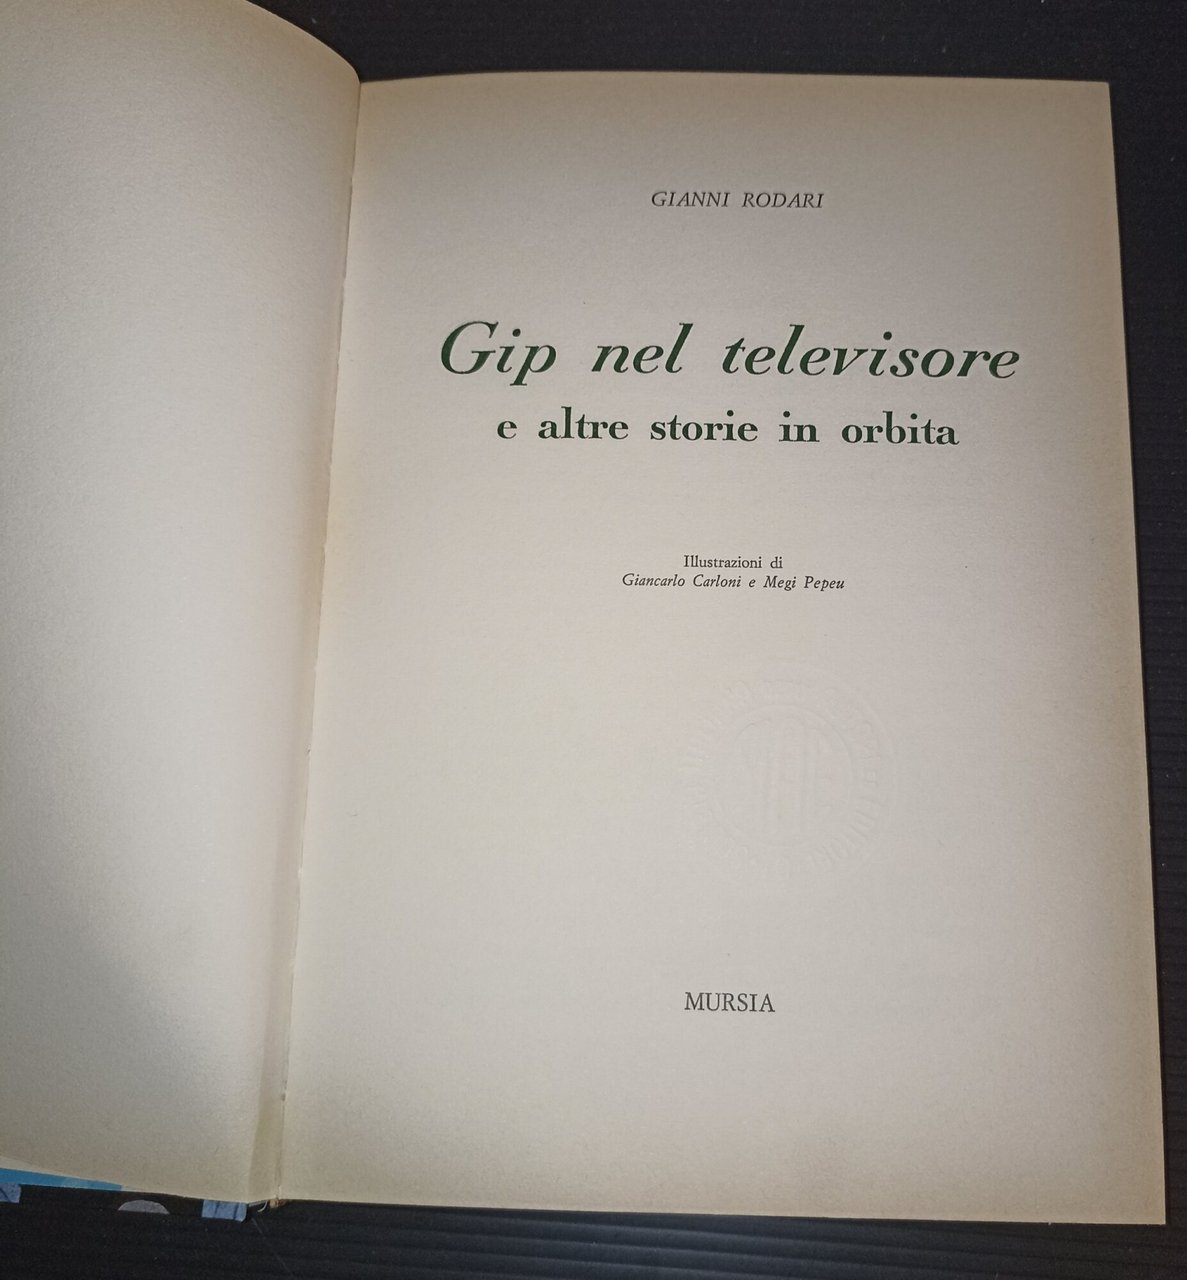 GIANNI RODARI
Gip nel televisore
e altre storie in orbita
Illustrazioni di
Giancarlo Carloni e Megi Pepeu
MURSIA